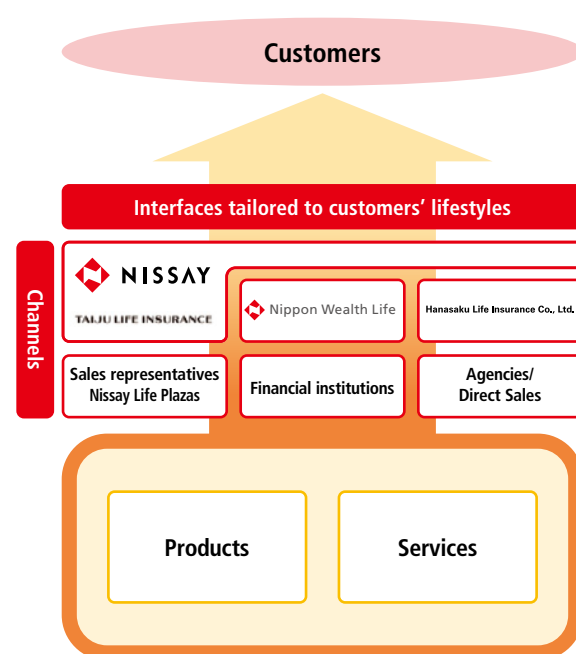 Customers
Interfaces tailored to customers’ lifestyles
Channels
NISSAY
TAIJU LIFE INSURANCE
Nippon Wealth Life
Hanasaku Life Insurance Co., Ltd.
Sales representatives
Nissay Life Plazas
Financial institutions
Agencies/
Direct Sales
Products
Services